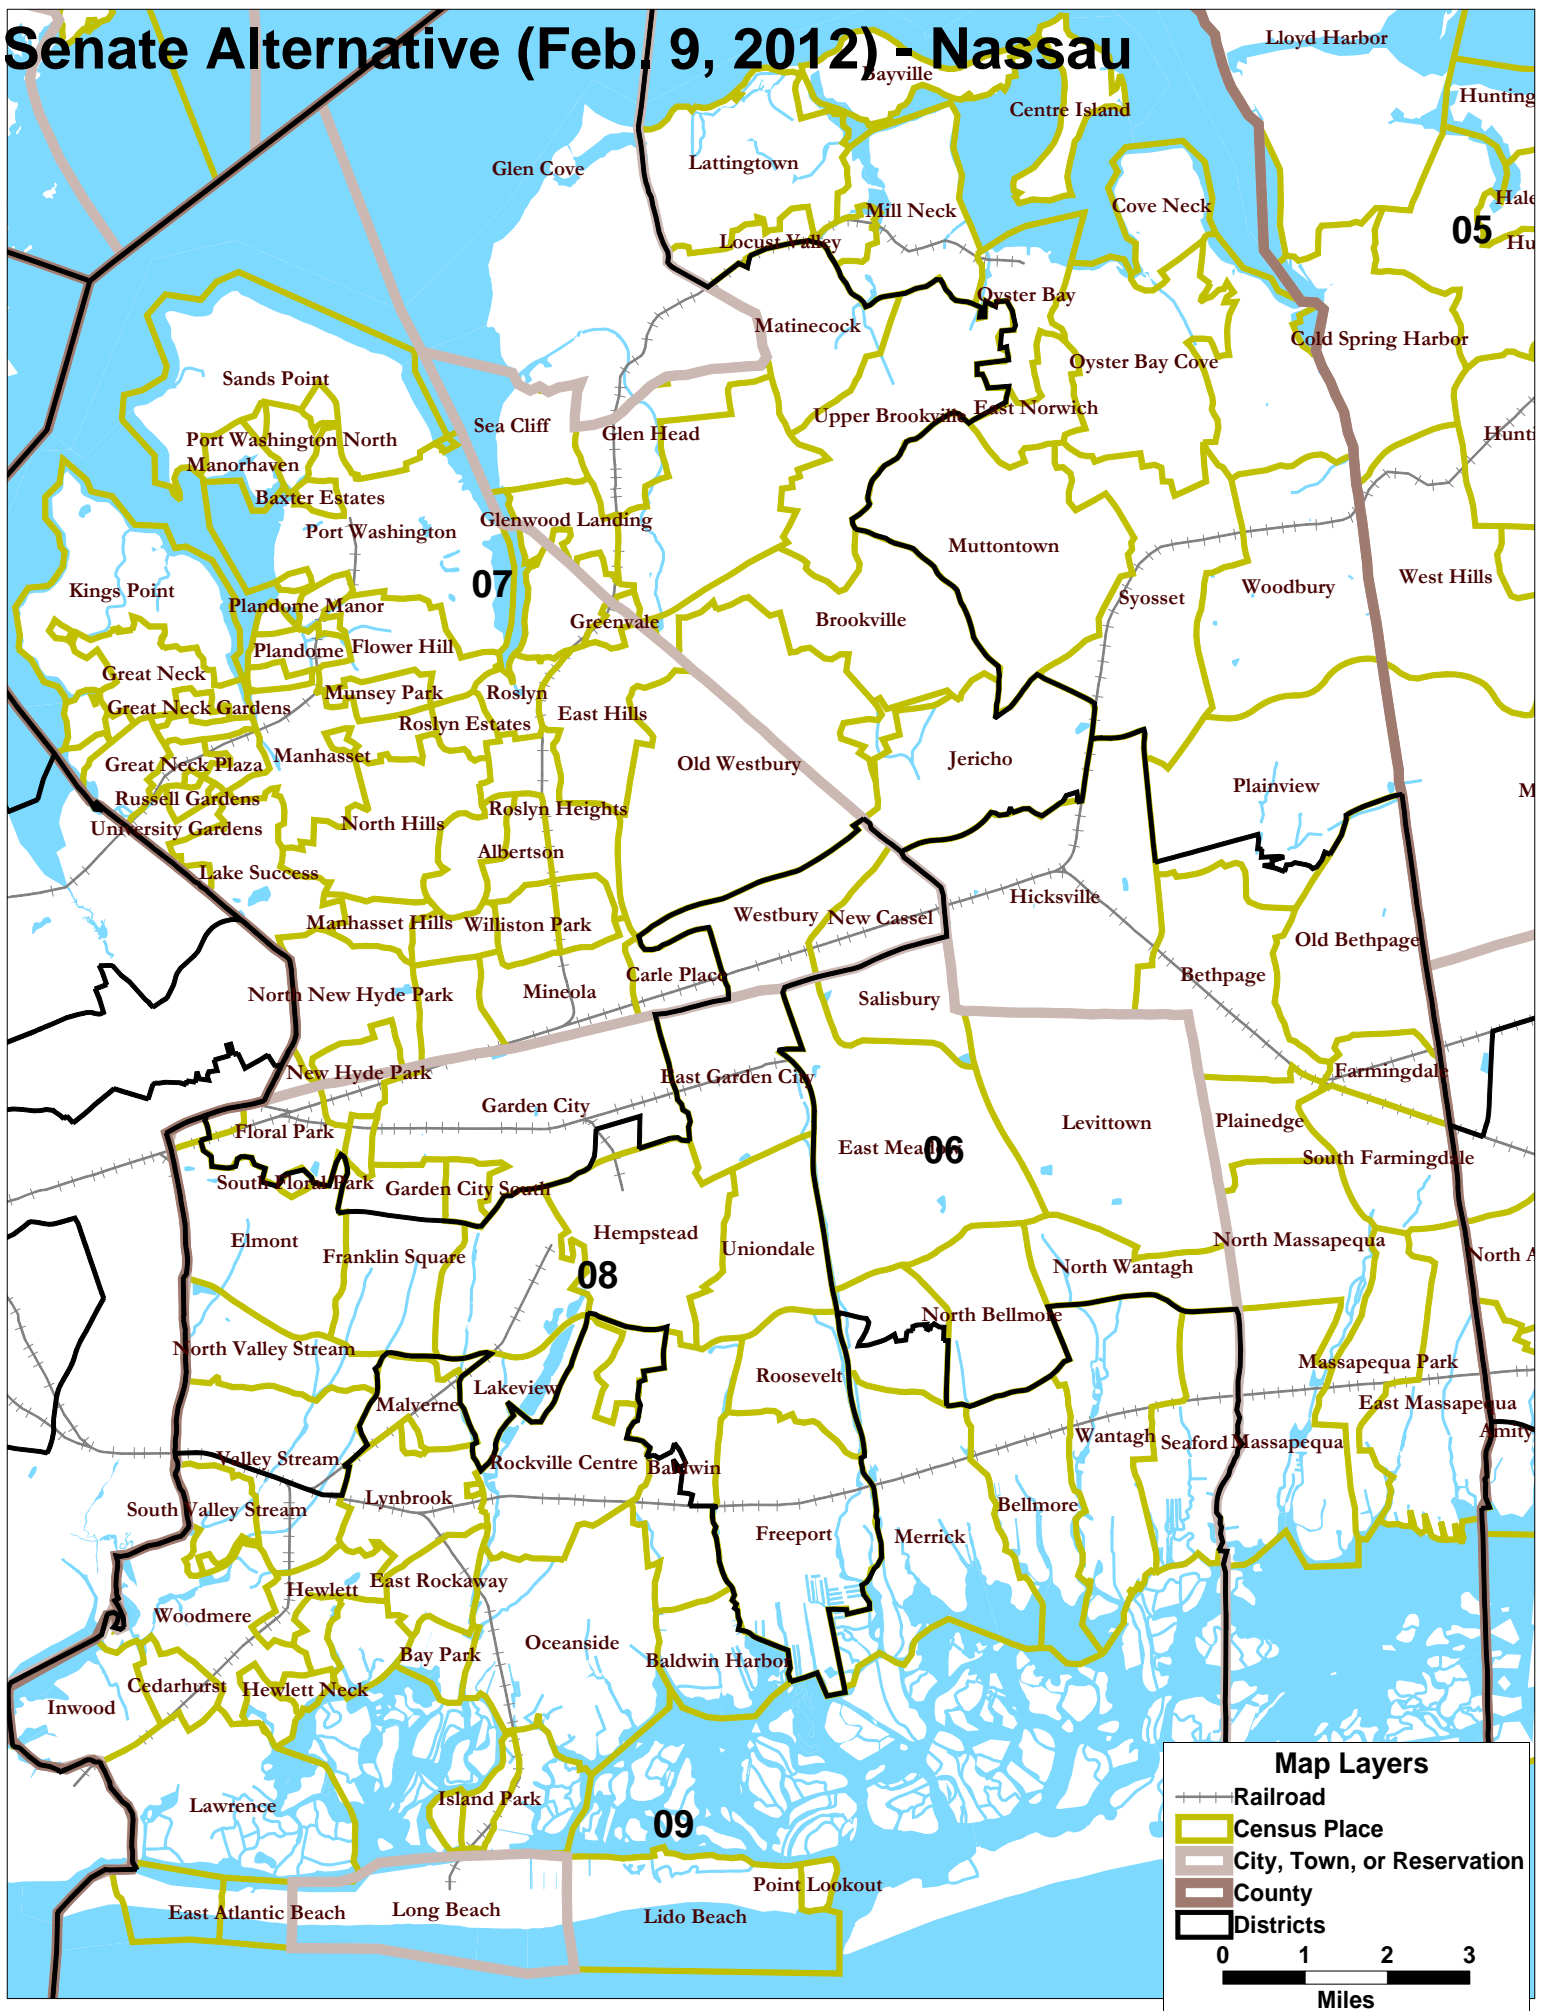 Senate Alternative (Feb. 9, 2012) - Nassau
Lloyd Harbor
Bayville
Hunting
Centre Island
Glen Cove
Lattingtown
Hale
Cove Neck
Mill Neck
05
Locust Valley
Hu
Oyster Bay
Matinecock
Cold Spring Harbor
Oyster Bay Cove
Sands Point
East Norwich
Upper Brookville
Sea Cliff
Glen Head
Hunti
Port Washington North
Manorhaven
Baxter Estates
Glenwood Landing
Port Washington
Muttontown
07
West Hills
Woodbury
Kings Point
Syosset
Plandome Manor
Greenvale
Brookville
Plandome
Flower Hill
Great Neck
Munsey Park
Roslyn
Great Neck Gardens
East Hills
Roslyn Estates
Manhasset
Jericho
Great Neck Plaza
Old Westbury
Plainview
M
Russell Gardens
Roslyn Heights
University Gardens
North Hills
Albertson
Lake Success
Hicksville
Westbury
New Cassel
Manhasset Hills
Williston Park
Old Bethpage
Carle Place
Bethpage
North New Hyde Park
Mineola
Salisbury
New Hyde Park
East Garden City
Farmingdale
Garden City
Levittown
Plainedge
Floral Park
East Meadow
06
South Farmingdale
South Floral Park
Garden City South
Elmont
Hempstead
North Massapequa
Franklin Square
Uniondale
North A
North Wantagh
08
North Bellmore
North Valley Stream
Massapequa Park
Roosevelt
Lakeview
Malverne
East Massapequa
Amity
Wantagh
Seaford
Massapequa
Valley Stream
Rockville Centre
Baldwin
Lynbrook
Bellmore
South Valley Stream
Freeport
Merrick
East Rockaway
Hewlett
Woodmere
Oceanside
Bay Park
Baldwin Harbor
Cedarhurst
Hewlett Neck
Inwood
Island Park
Lawrence
09
Point Lookout
East Atlantic Beach
Long Beach
Lido Beach
Map Layers
Railroad
Census Place
City, Town, or Reservation
County
Districts
0 1 2 3
Miles